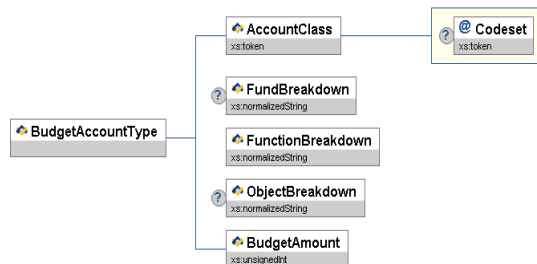 AccountClass
xs:token
? @ Codeset
xs:token
? FundBreakdown
xs:normalizedString
BudgetAccountType
FunctionBreakdown
xs:normalizedString
? ObjectBreakdown
xs:normalizedString
BudgetAmount
xs:unsignedInt